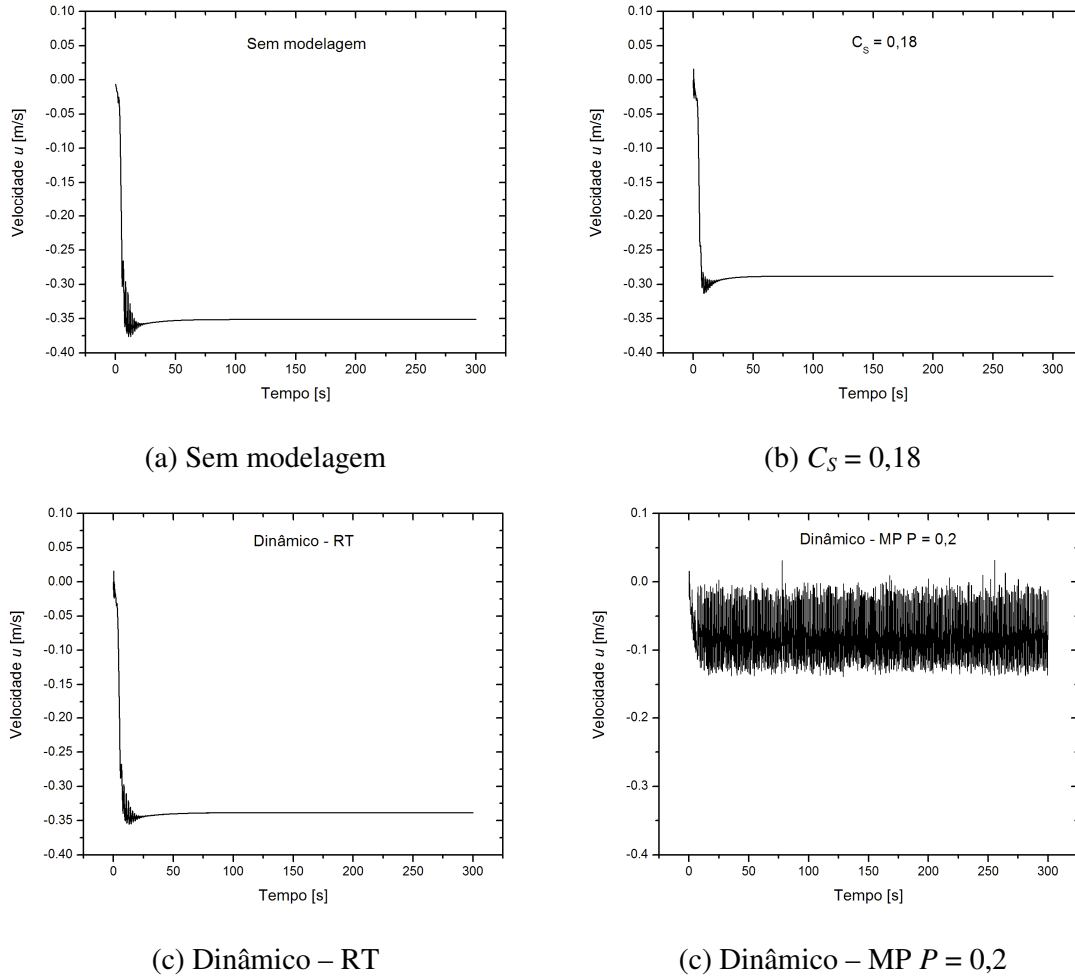 0.10
0.05
0.00
-0.05
-0.10
-0.15
-0.20
-0.25
-0.30
-0.35
-0.40
Velocidade u [m/s]
Sem modelagem
0 50 100 150 200 250 300
Tempo [s]
(a) Sem modelagem
0.10
0.05
0.00
-0.05
-0.10
-0.15
-0.20
-0.25
-0.30
-0.35
-0.40
Velocidade u [m/s]
C_S = 0,18
0 50 100 150 200 250 300
Tempo [s]
(b) C_S = 0,18
0.10
0.05
0.00
-0.05
-0.10
-0.15
-0.20
-0.25
-0.30
-0.35
-0.40
Velocidade u [m/s]
Dinâmico - RT
0 50 100 150 200 250 300
Tempo [s]
(c) Dinâmico – RT
0.1
0.0
-0.1
-0.2
-0.3
-0.4
Velocidade u [m/s]
Dinâmico - MP P = 0,2
0 50 100 150 200 250 300
Tempo [s]
(c) Dinâmico – MP P = 0,2